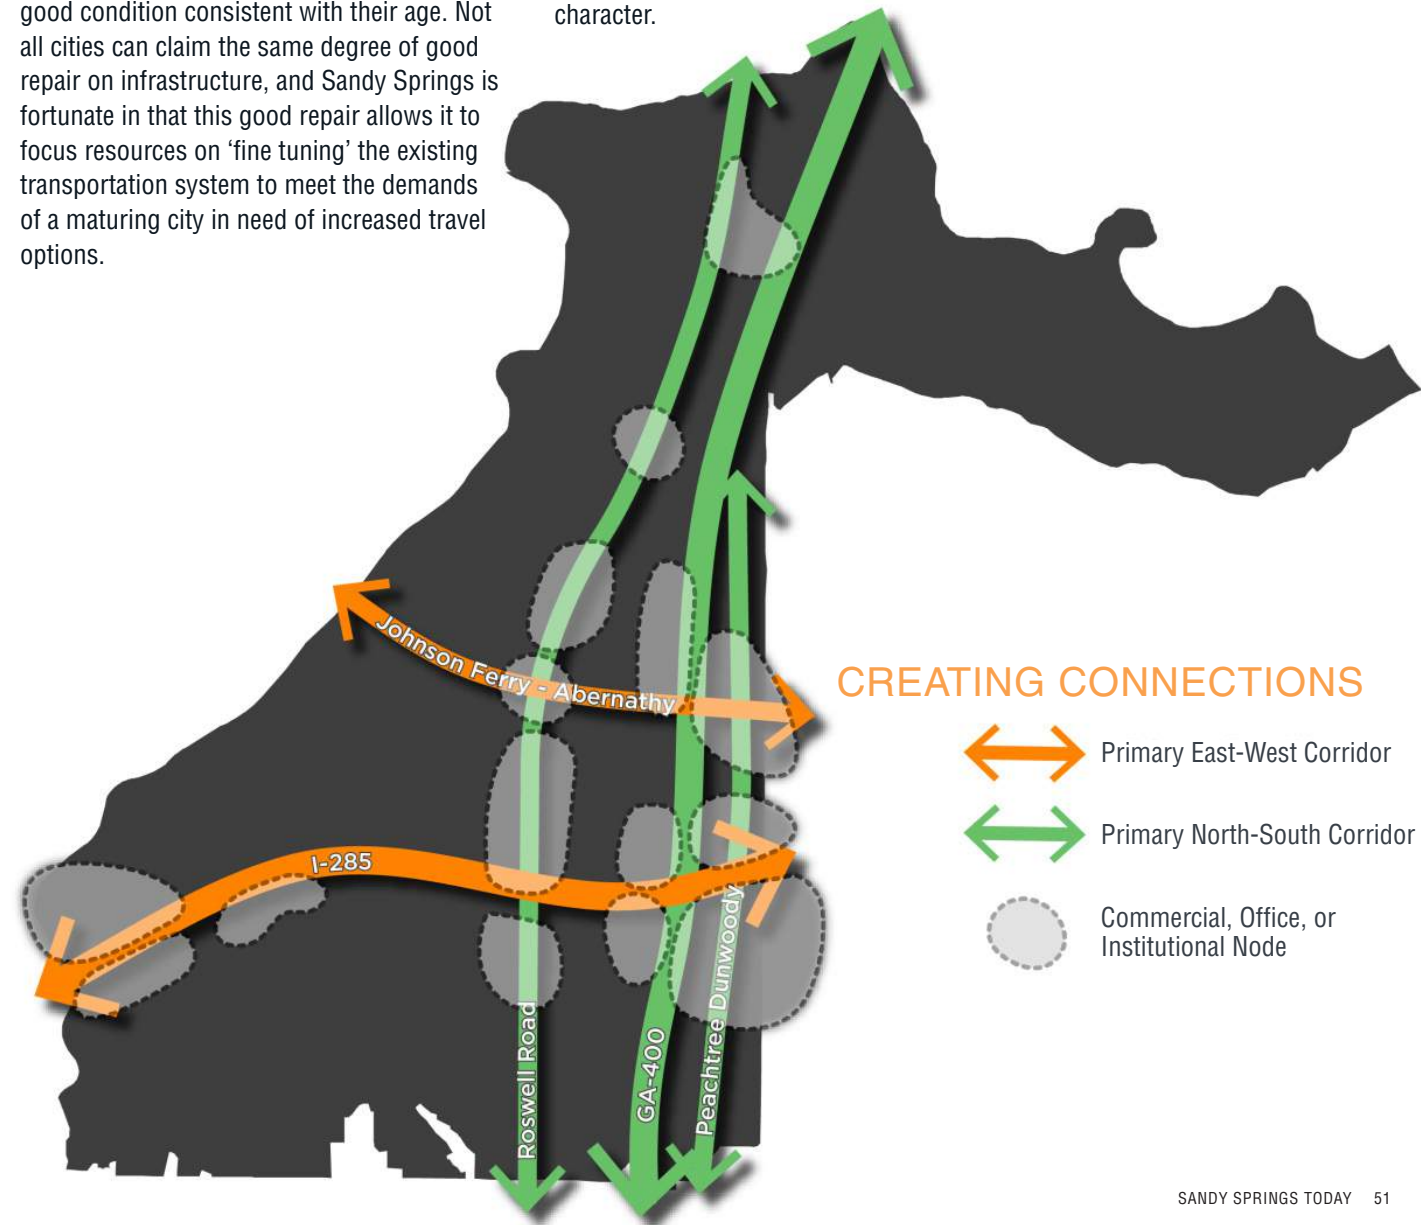 good condition consistent with their age. Not
all cities can claim the same degree of good
repair on infrastructure, and Sandy Springs is
fortunate in that this good repair allows it to
focus resources on ‘fine tuning’ the existing
transportation system to meet the demands
of a maturing city in need of increased travel
options.
character.
Johnson Ferry - Abernathy
I-285
Roswell Road
GA-400
Peachtree Dunwoody
CREATING CONNECTIONS
Primary East-West Corridor
Primary North-South Corridor
Commercial, Office, or
Institutional Node
SANDY SPRINGS TODAY 51